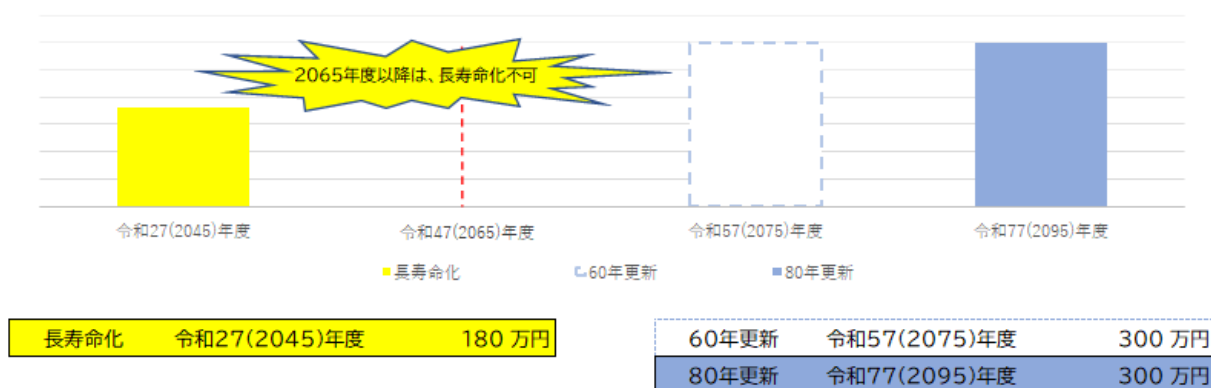 2065年度以降は、長寿命化不可
令和27(2045)年度
令和47(2065)年度
令和57(2075)年度
令和77(2095)年度
長寿命化
60年更新
80年更新
長寿命化 令和27(2045)年度 180 万円
60年更新 令和57(2075)年度 300 万円
80年更新 令和77(2095)年度 300 万円